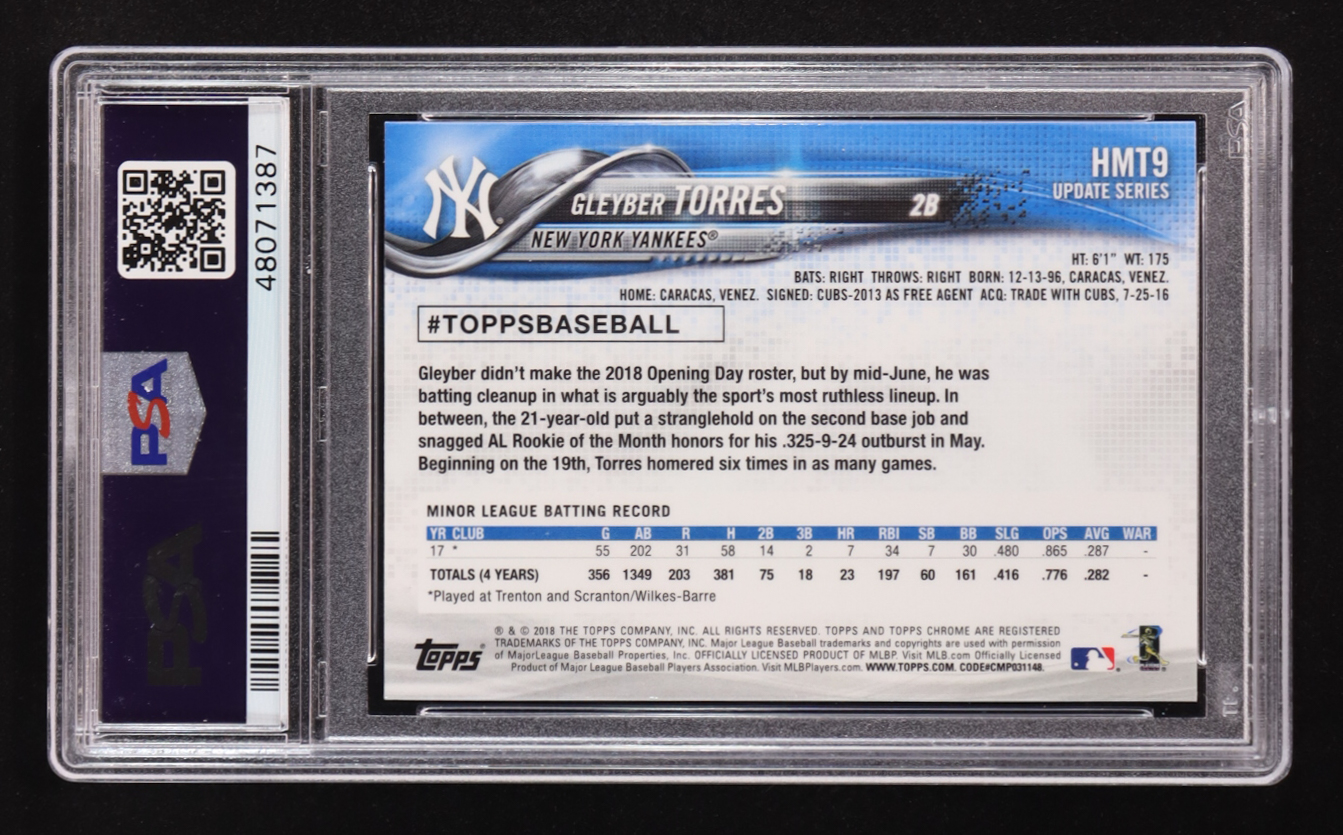 48071387
PSA
PSA
PSA
NY
GLEYBER TORRES
2B
NEW YORK YANKEES®
HMT9
UPDATE SERIES
HT: 6'1" WT: 175
BATS: RIGHT THROWS: RIGHT BORN: 12-13-96, CARACAS, VENEZ.
HOME: CARACAS, VENEZ. SIGNED: CUBS-2013 AS FREE AGENT ACQ: TRADE WITH CUBS, 7-25-16
#TOPPSBASEBALL
Gleyber didn't make the 2018 Opening Day roster, but by mid-June, he was
batting cleanup in what is arguably the sport's most ruthless lineup. In
between, the 21-year-old put a stranglehold on the second base job and
snagged AL Rookie of the Month honors for his .325-9-24 outburst in May.
Beginning on the 19th, Torres homered six times in as many games.
MINOR LEAGUE BATTING RECORD
YR CLUB G AB R H 2B 3B HR RBI SB BB SLG OPS AVG WAR
17 * 55 202 31 58 14 2 7 34 7 30 .480 .865 .287 -
TOTALS (4 YEARS) 356 1349 203 381 75 18 23 197 60 161 .416 .776 .282 -
*Played at Trenton and Scranton/Wilkes-Barre
Topps
® & © 2018 THE TOPPS COMPANY, INC. ALL RIGHTS RESERVED. TOPPS AND TOPPS CHROME ARE REGISTERED
TRADEMARKS OF THE TOPPS COMPANY, INC. Major League Baseball trademarks and copyrights are used with permission
of MajorLeague Baseball Properties, Inc. OFFICIALLY LICENSED PRODUCT OF MLBP. Visit MLB.com Officially Licensed
Product of Major League Baseball Players Association. Visit MLBPlayers.com. WWW.TOPPS.COM. CODE#CMP031148.